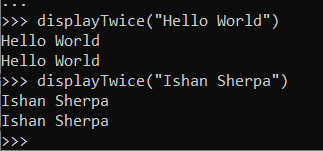 ...
>>> displayTwice("Hello World")
Hello World
Hello World
>>> displayTwice("Ishan Sherpa")
Ishan Sherpa
Ishan Sherpa
>>>